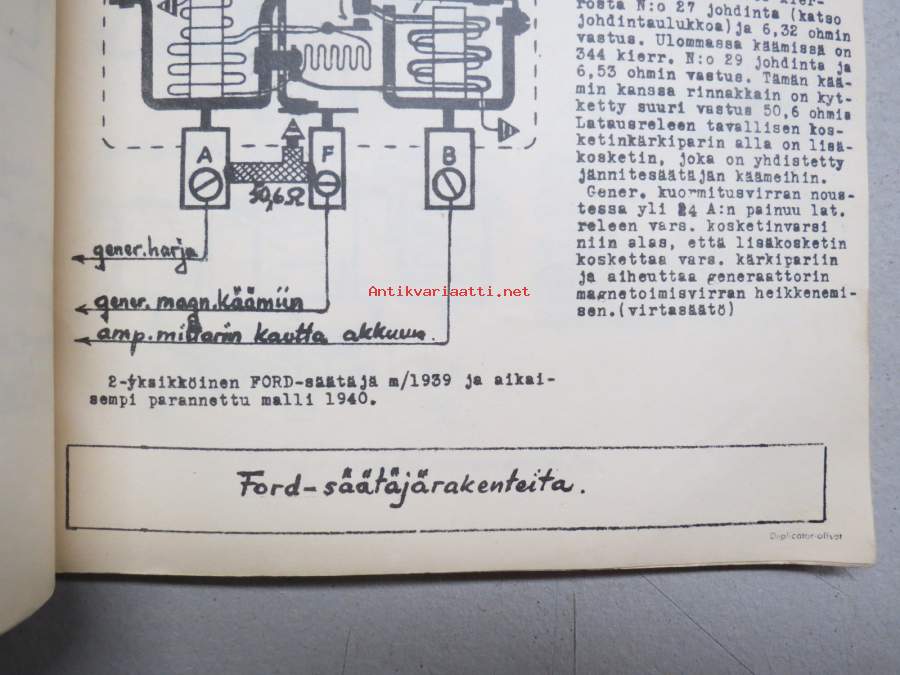 rosta N:o 27 johdinta (katso
johdintaulukkoa) ja 6,32 ohmin
vastus. Ulommassa käämissä on
344 kierr. N:o 29 johdinta ja
6,53 ohmin vastus. Tämän kää-
min kanssa rinnakkain on kyt-
ketty suuri vastus 50,6 ohmia
Latausreleen tavallisen kos-
ketinkärkiparin alla on lisä-
kosketin, joka on yhdistetty
jännitesäätäjän käämeihin.
Gener. kuormitusvirran nous-
tessa yli 24 A:n painuu lat.
releen vars. kosketinvarsi
niin alas, että lisäkosketin
koskettaa vars. kärkipariin
ja aiheuttaa generaattorin
magnetoimisvirran heikkenemi-
sen.(virtasäätö)
A
F
B
50,6Ω
gener.harja
gener. magn.käämiin
amp.mittarin kautta akkuun.
Antikvariaatti.net
2-yksikköinen FORD-säätäjä m/1939 ja aikai-
sempi parannettu malli 1940.
Ford-säätäjärakenteita.